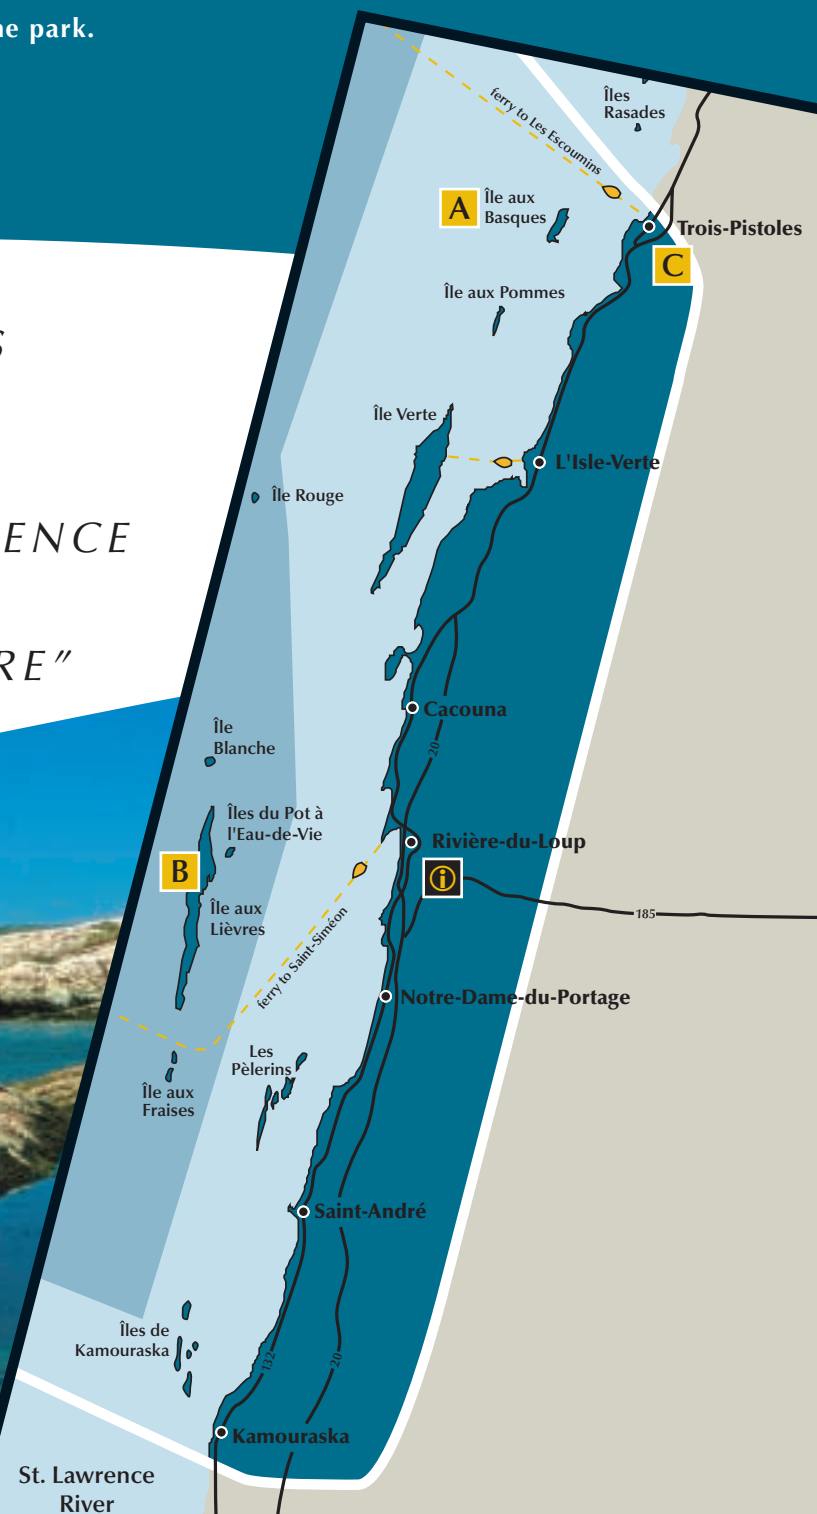 ne park.
S
ENCE
RE”
Îles
Rasades
ferry to Les Escoumins
A
Île aux
Basques
Trois-Pistoles
C
Île aux Pommes
Île Verte
L'Isle-Verte
Île Rouge
Cacouna
20
Île
Blanche
Îles du Pot à
l'Eau-de-Vie
Rivière-du-Loup
B
i
Île aux
Lièvres
185
ferry to Saint-Siméon
Notre-Dame-du-Portage
Les
Pèlerins
Île aux
Fraises
Saint-André
Îles de
Kamouraska
132
20
Kamouraska
St. Lawrence
River